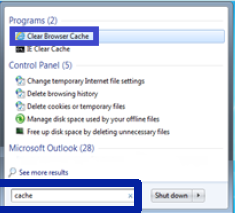 Programs (2)
Clear Browser Cache
IE Clear Cache
Control Panel (5)
Change temporary Internet file settings
Delete browsing history
Delete cookies or temporary files
Manage disk space used by your offline files
Free up disk space by deleting unnecessary files
Microsoft Outlook (28)
See more results
cache
Shut down